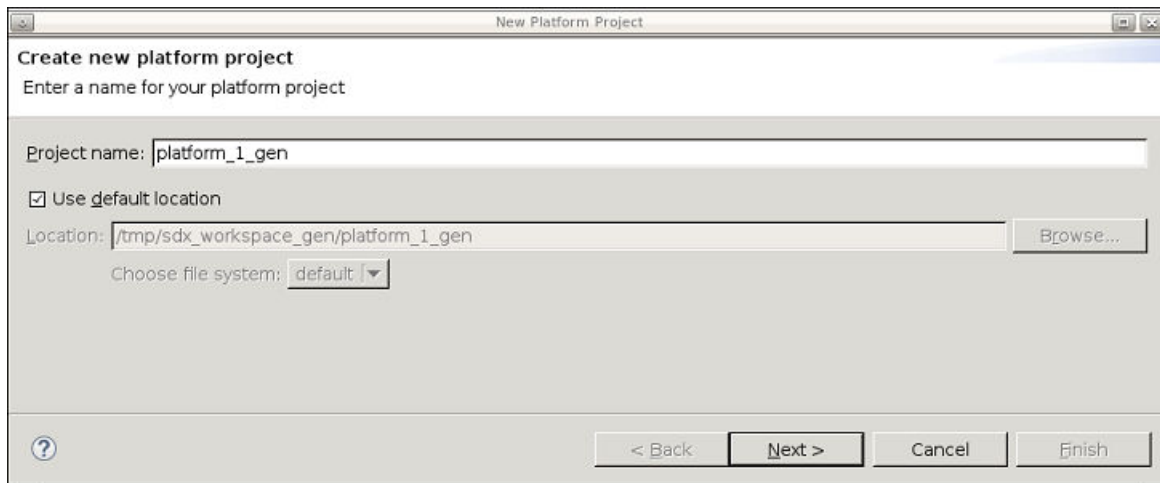 New Platform Project
Create new platform project
Enter a name for your platform project
Project name: platform_1_gen
Use default location
Location: /tmp/sdx_workspace_gen/platform_1_gen Browse...
Choose file system: default
? < Back Next > Cancel Finish